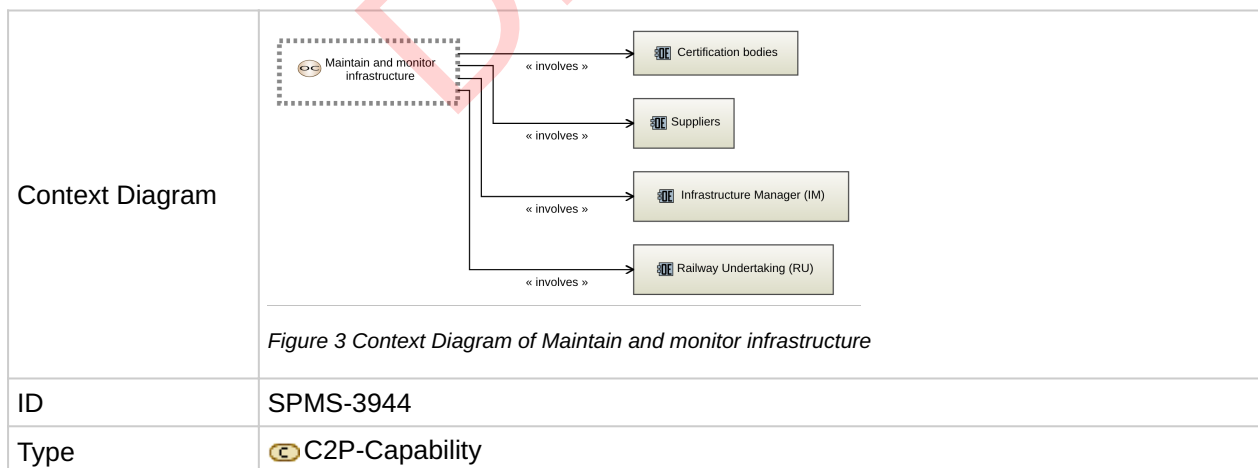 Context Diagram
Maintain and monitor
infrastructure
« involves »
Certification bodies
« involves »
Suppliers
« involves »
Infrastructure Manager (IM)
« involves »
Railway Undertaking (RU)
Figure 3 Context Diagram of Maintain and monitor infrastructure
ID
SPMS-3944
Type
C2P-Capability